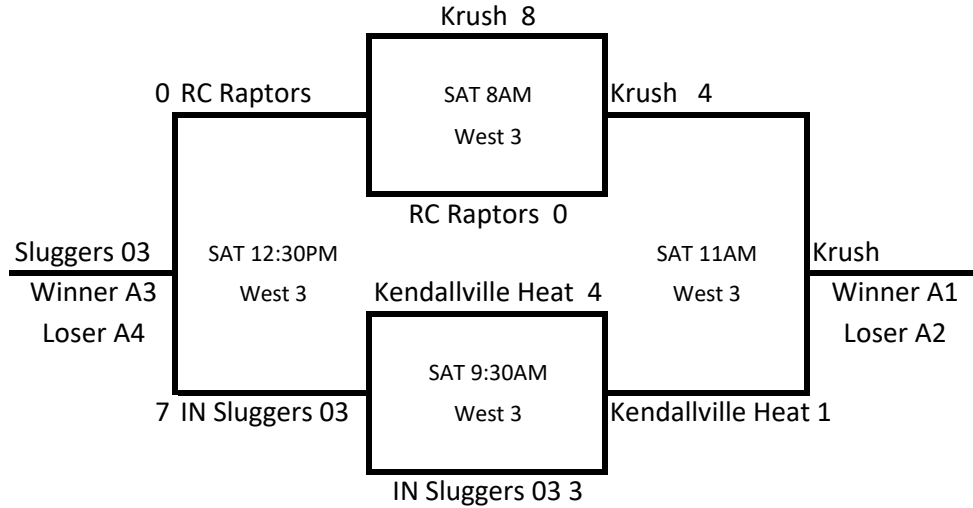 Krush 8
0 RC Raptors
SAT 8AM
Krush 4
West 3
RC Raptors 0
Sluggers 03
SAT 12:30PM
SAT 11AM
Krush
Winner A3
West 3
Kendallville Heat 4
West 3
Winner A1
Loser A4
Loser A2
SAT 9:30AM
7 IN Sluggers 03
West 3
Kendallville Heat 1
IN Sluggers 03 3